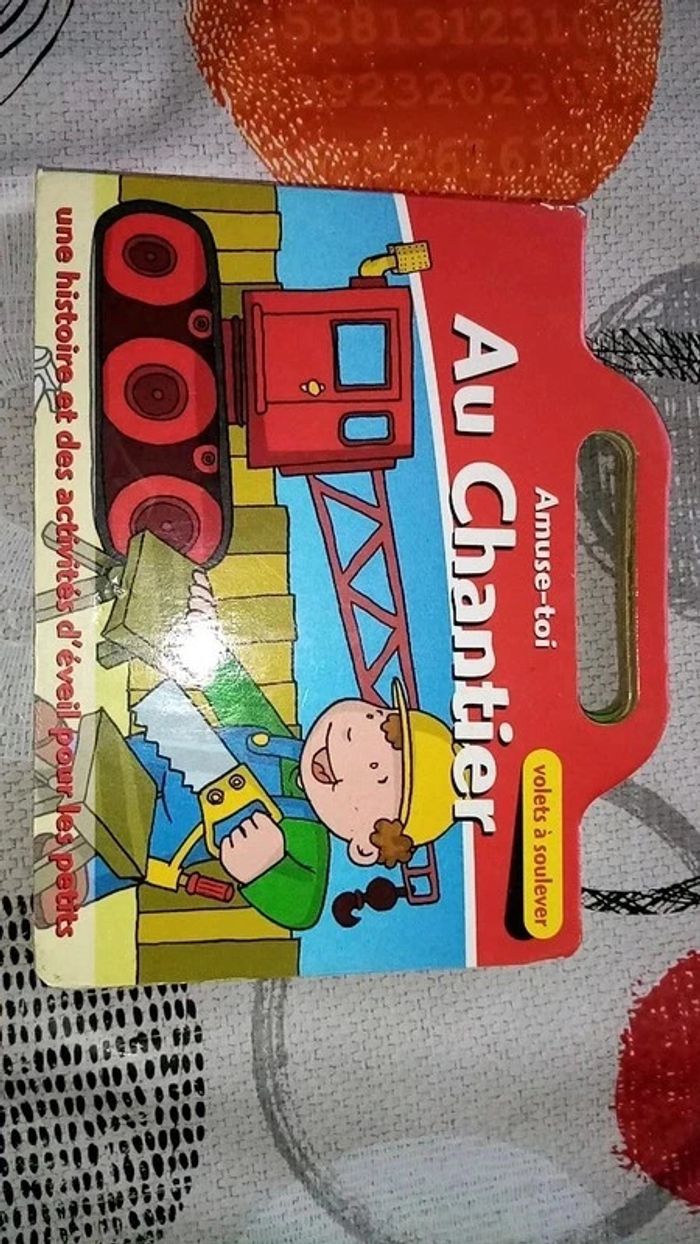 Amuse-toi
Au Chantier
volets à soulever
une histoire et des activités d'éveil pour les petits